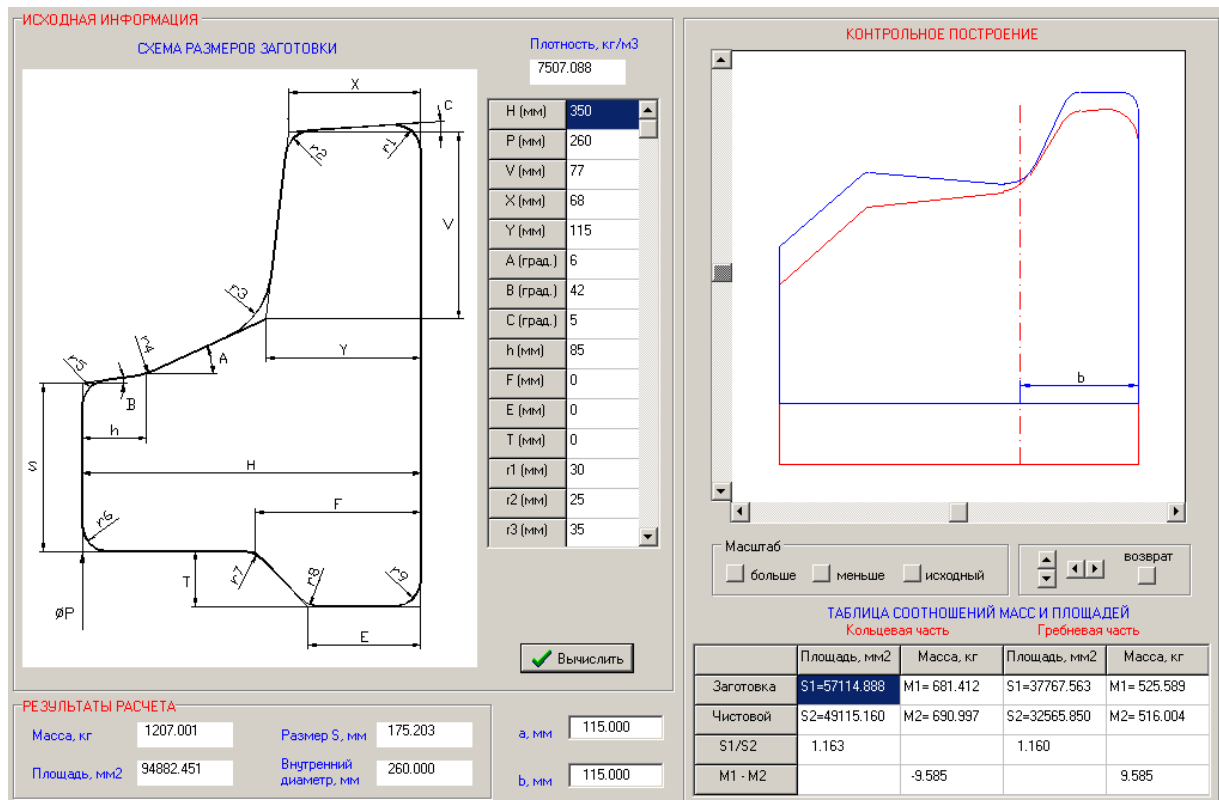 ИСХОДНАЯ ИНФОРМАЦИЯ
СХЕМА РАЗМЕРОВ ЗАГОТОВКИ
Плотность, кг/м3
7507.088
X
C
r2
r1
V
r3
Y
r4
A
r5
B
h
S
H
F
r6
T
r7
r8
r9
øP
E
H (мм) 350
P (мм) 260
V (мм) 77
X (мм) 68
Y (мм) 115
A (град.) 6
B (град.) 42
C (град.) 5
h (мм) 85
F (мм) 0
E (мм) 0
T (мм) 0
r1 (мм) 30
r2 (мм) 25
r3 (мм) 35
Вычислить
РЕЗУЛЬТАТЫ РАСЧЕТА
Масса, кг 1207.001
Размер S, мм 175.203
Площадь, мм2 94882.451
Внутренний диаметр, мм 260.000
a, мм 115.000
b, мм 115.000
КОНТРОЛЬНОЕ ПОСТРОЕНИЕ
b
Масштаб
больше меньше исходный
возврат
ТАБЛИЦА СООТНОШЕНИЙ МАСС И ПЛОЩАДЕЙ
Кольцевая часть Гребневая часть
Площадь, мм2 Масса, кг Площадь, мм2 Масса, кг
Заготовка S1=57114.888 M1= 681.412 S1=37767.563 M1= 525.589
Чистовой S2=49115.160 M2= 690.997 S2=32565.850 M2= 516.004
S1/S2 1.163 1.160
M1 - M2 -9.585 9.585